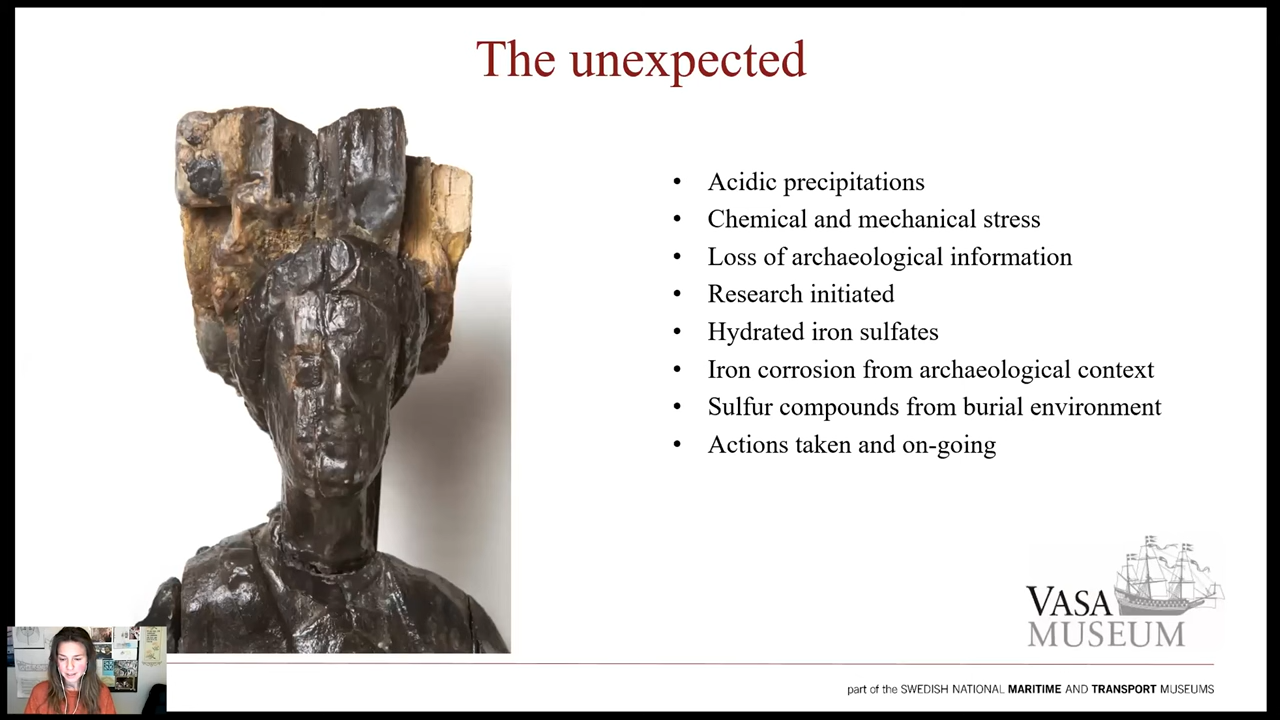 The unexpected
• Acidic precipitations
• Chemical and mechanical stress
• Loss of archaeological information
• Research initiated
• Hydrated iron sulfates
• Iron corrosion from archaeological context
• Sulfur compounds from burial environment
• Actions taken and on-going
VASA
MUSEUM
part of the SWEDISH NATIONAL MARITIME AND TRANSPORT MUSEUMS